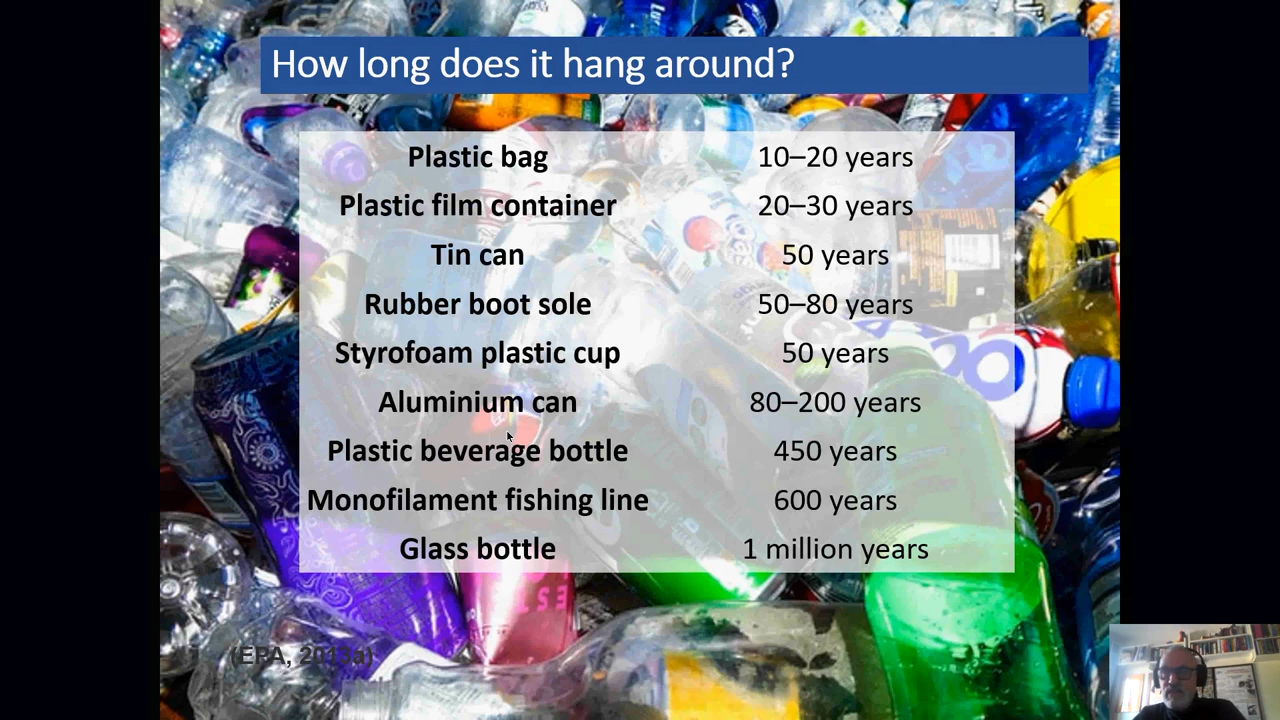 How long does it hang around?
Plastic bag 10–20 years
Plastic film container 20–30 years
Tin can 50 years
Rubber boot sole 50–80 years
Styrofoam plastic cup 50 years
Aluminium can 80–200 years
Plastic beverage bottle 450 years
Monofilament fishing line 600 years
Glass bottle 1 million years
(EPA, 2013a)